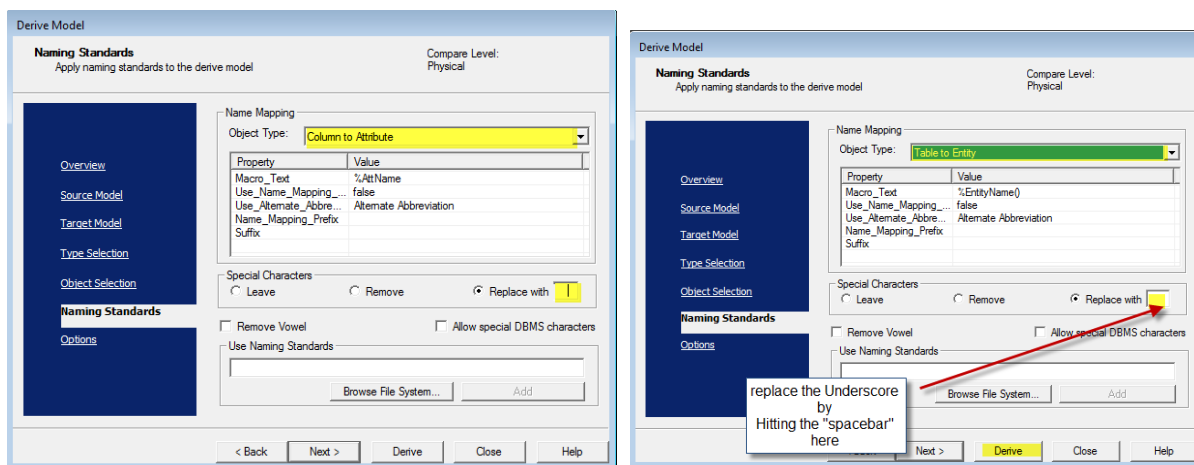 Derive Model
Naming Standards
Apply naming standards to the derive model
Compare Level:
Physical
Overview
Source Model
Target Model
Type Selection
Object Selection
Naming Standards
Options
Name Mapping
Object Type: Column to Attribute
Property Value
Macro_Text %AttName
Use_Name_Mapping_... false
Use_Alternate_Abbre... Alternate Abbreviation
Name_Mapping_Prefix
Suffix
Special Characters
Leave Remove Replace with
Remove Vowel Allow special DBMS characters
Use Naming Standards
Browse File System... Add
< Back Next > Derive Close Help
Derive Model
Naming Standards
Apply naming standards to the derive model
Compare Level:
Physical
Overview
Source Model
Target Model
Type Selection
Object Selection
Naming Standards
Options
Name Mapping
Object Type: Table to Entity
Property Value
Macro_Text %EntityName()
Use_Name_Mapping_... false
Use_Alternate_Abbre... Alternate Abbreviation
Name_Mapping_Prefix
Suffix
Special Characters
Leave Remove Replace with
Remove Vowel Allow special DBMS characters
Use Naming Standards
Browse File System... Add
replace the Underscore
by
Hitting the "spacebar"
here
Next > Derive Close Help